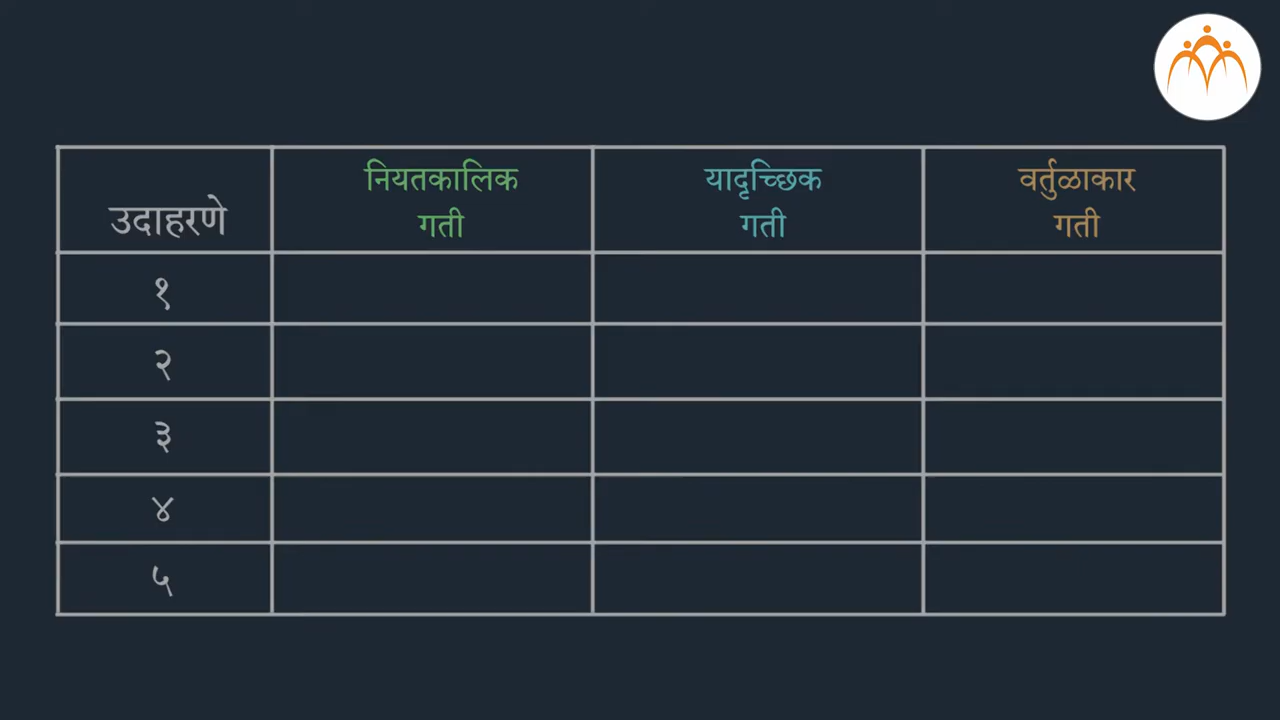 उदाहरणे
नियतकालिक
गती
यादृच्छिक
गती
वर्तुळाकार
गती
१
२
३
४
५